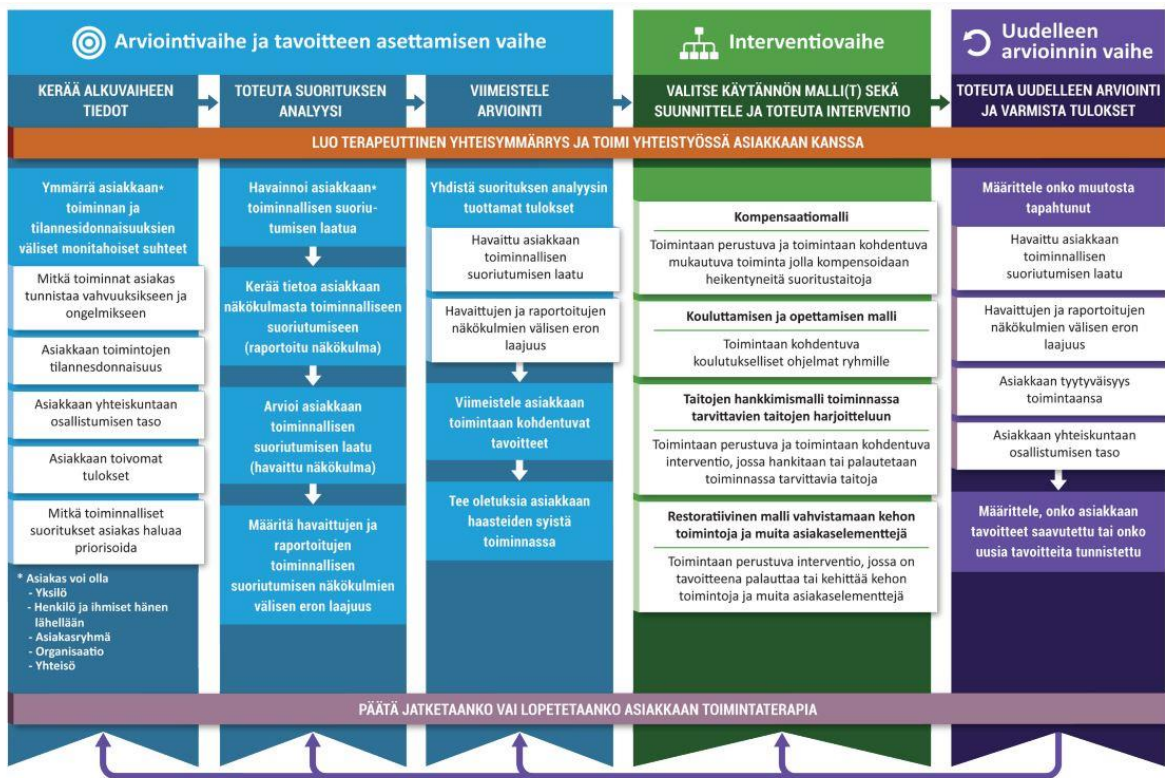 Arviointivaihe ja tavoitteen asettamisen vaihe
Interventiovaihe
Uudelleen
arvioinnin vaihe
KERÄÄ ALKUVAIHEEN
TIEDOT
TOTEUTA SUORITUKSEN
ANALYYSI
VIIMEISTELE
ARVIOINTI
VALITSE KÄYTÄNNÖN MALLI(T) SEKÄ
SUUNNITTELE JA TOTEUTA INTERVENTIO
TOTEUTA UUDELLEEN ARVIOINTI
JA VARMISTA TULOKSET
LUO TERAPEUTTINEN YHTEISYMMÄRRYS JA TOIMI YHTEISTYÖSSÄ ASIAKKAAN KANSSA
Ymmärrä asiakkaan*
toiminnan ja
tilannesidonnaisuuksien
väliset monitahoiset suhteet
Mitkä toiminnat asiakas
tunnistaa vahvuuksikseen ja
ongelmikseen
Asiakkaan toimintojen
tilannesdonnaisuus
Asiakkaan yhteiskuntaan
osallistumisen taso
Asiakkaan toivomat
tulokset
Mitkä toiminnalliset
suoritukset asiakas haluaa
priorisoida
* Asiakas voi olla
- Yksilö
- Henkilö ja ihmiset hänen
lähellään
- Asiakasryhmä
- Organisaatio
- Yhteisö
Havainnoi asiakkaan*
toiminnallisen suoriu-
tumisen laatua
Kerää tietoa asiakkaan
näkökulmasta toiminnalliseen
suoriutumiseen
(raportoitu näkökulma)
Arvioi asiakkaan
toiminnallisen
suoriutumisen laatu
(havaittu näkökulma)
Määritä havaittujen ja
raportoitujen
toiminnallisen
suoriutumisen näkökulmien
välisen eron laajuus
Yhdistä suorituksen analyysin
tuottamat tulokset
Havaittu asiakkaan
toiminnallisen
suoriutumisen laatu
Havaittujen ja raportoitujen
näkökulmien välisen eron
laajuus
Viimeistele asiakkaan
toimintaan kohdentuvat
tavoitteet
Tee oletuksia asiakkaan
haasteiden syistä
toiminnassa
Kompensaatiomalli
Toimintaan perustuva ja toimintaan kohdentuva
mukautuva toiminta jolla kompensoidaan
heikentyneitä suoritustaitoja
Kouluttamisen ja opettamisen malli
Toimintaan kohdentuva
koulutukselliset ohjelmat ryhmille
Taitojen hankkimismalli toiminnassa
tarvittavien taitojen harjoitteluun
Toimintaan perustuva ja toimintaan kohdentuva
interventio, jossa hankitaan tai palautetaan
toiminnassa tarvittavia taitoja
Restoratiivinen malli vahvistamaan kehon
toimintoja ja muita asiakaselementtejä
Toimintaan perustuva interventio, jossa on
tavoitteena palauttaa tai kehittää kehon
toimintoja ja muita asiakaselementtejä
Määrittele onko muutosta
tapahtunut
Havaittu asiakkaan
toiminnallisen
suoriutumisen laatu
Havaittujen ja raportoitujen
näkökulmien välisen eron
laajuus
Asiakkaan tyytyväisyys
toimintaansa
Asiakkaan yhteiskuntaan
osallistumisen taso
Määrittele, onko asiakkaan
tavoitteet saavutettu tai onko
uusia tavoitteita tunnistettu
PÄÄTÄ JATKETAANKO VAI LOPETETAANKO ASIAKKAAN TOIMINTATERAPIA